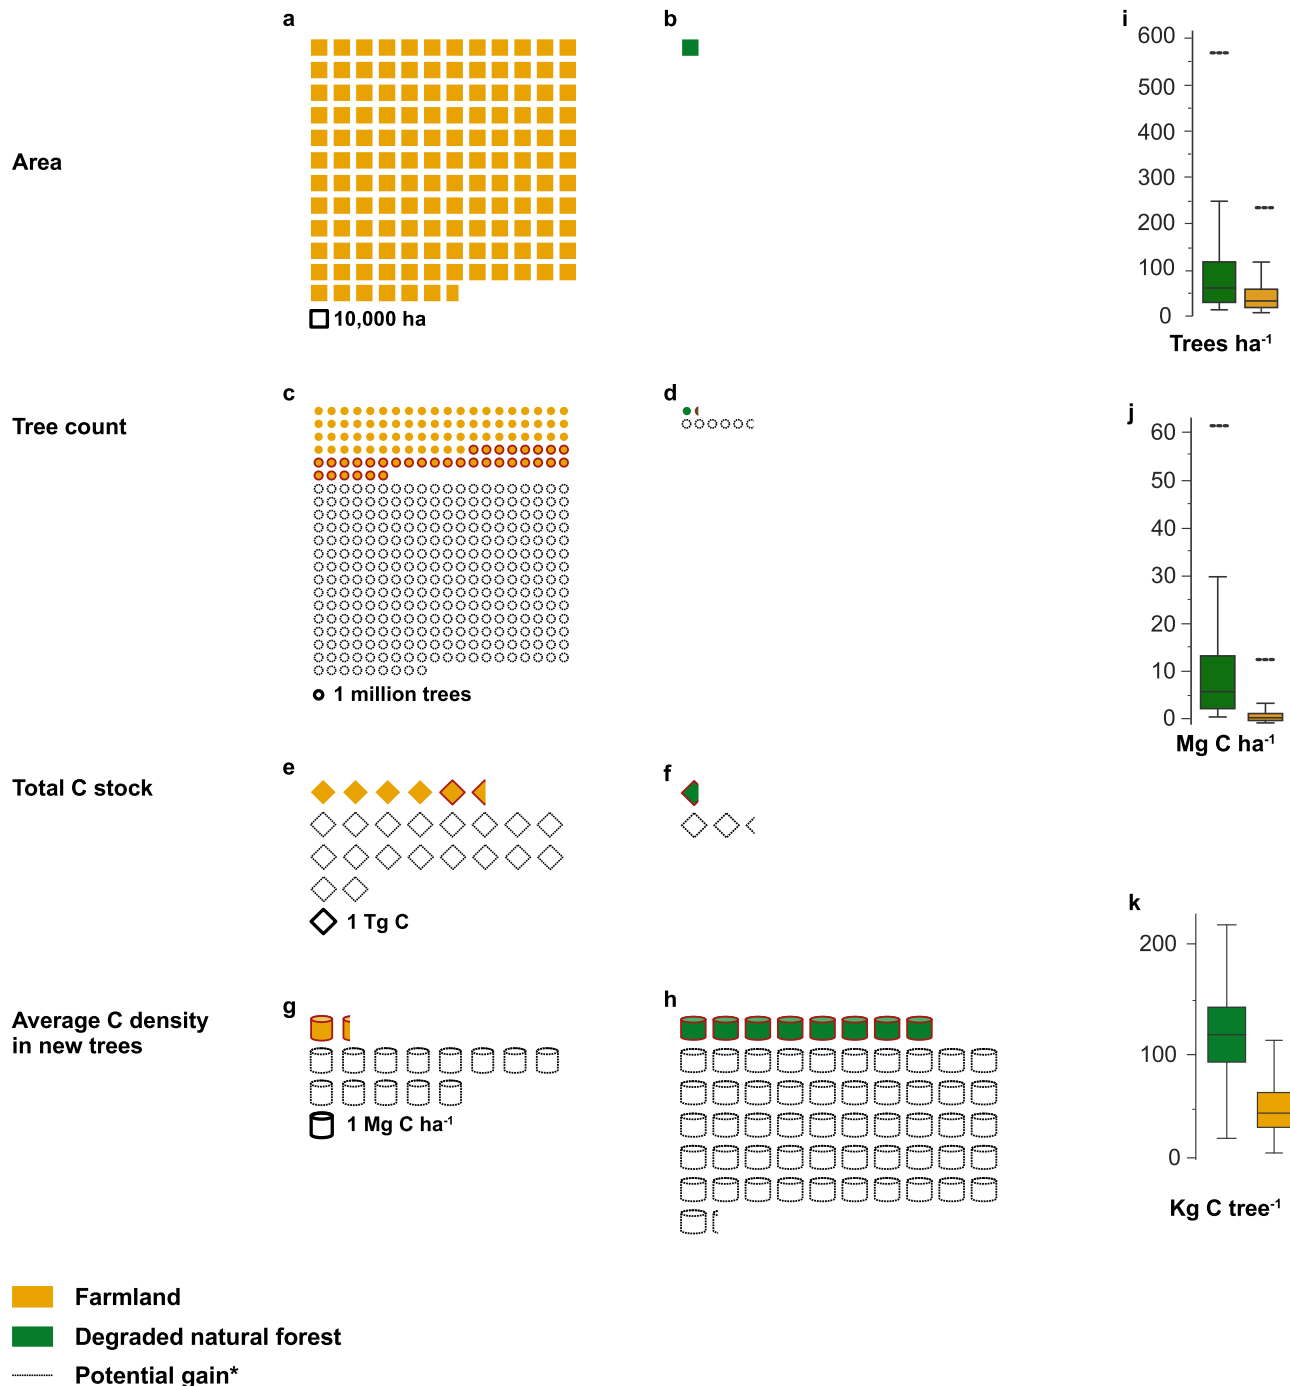 a
b
i
Area
10,000 ha
600
500
400
300
200
100
0
Trees ha⁻¹
c
d
j
Tree count
1 million trees
60
50
40
30
20
10
0
Mg C ha⁻¹
Total C stock
e
f
1 Tg C
k
200
100
0
Kg C tree⁻¹
Average C density
in new trees
g
h
1 Mg C ha⁻¹
Farmland
Degraded natural forest
Potential gain*